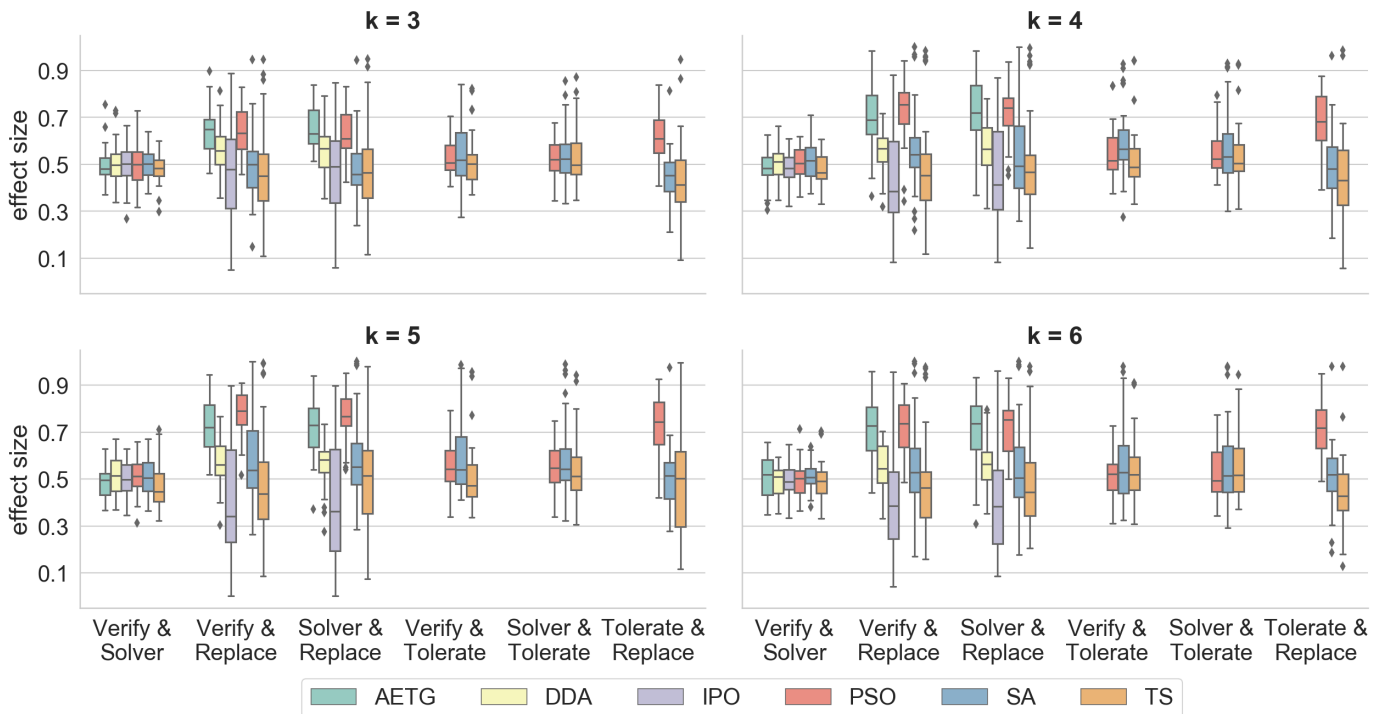 k = 3
k = 4
effect size
0.9
0.7
0.5
0.3
0.1
k = 5
k = 6
effect size
0.9
0.7
0.5
0.3
0.1
Verify & Solver
Verify & Replace
Solver & Replace
Verify & Tolerate
Solver & Tolerate
Tolerate & Replace
Verify & Solver
Verify & Replace
Solver & Replace
Verify & Tolerate
Solver & Tolerate
Tolerate & Replace
AETG DDA IPO PSO SA TS